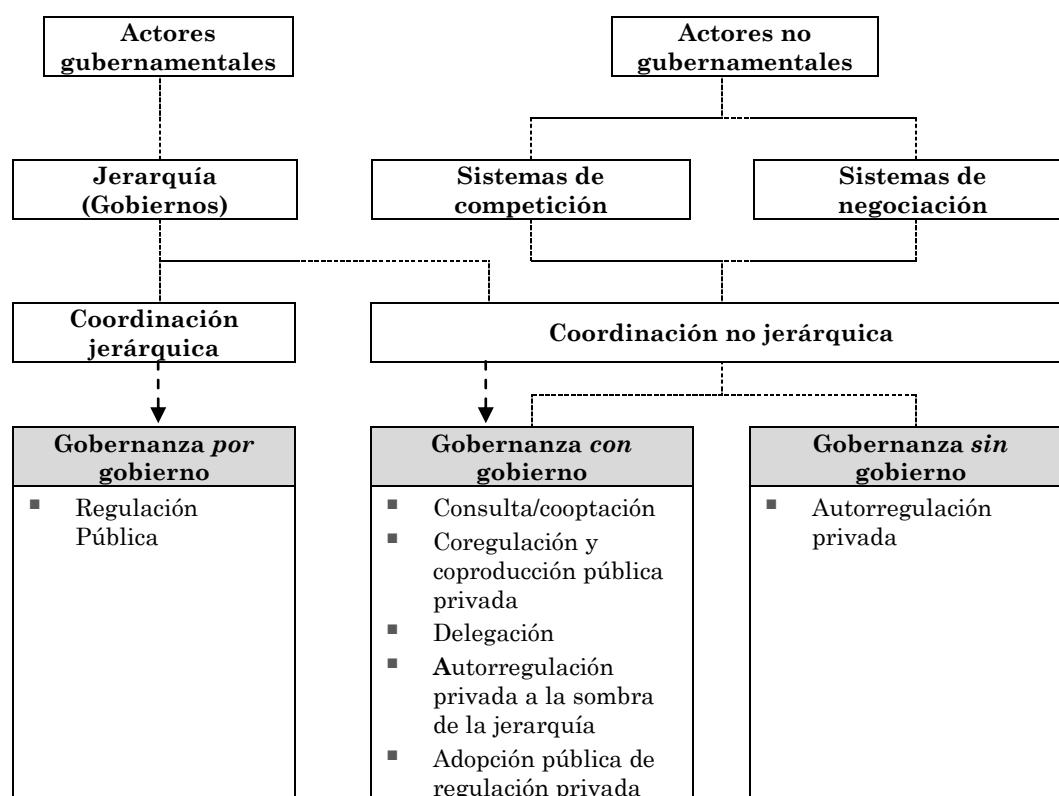 Actores
gubernamentales
Actores no
gubernamentales
Jerarquía
(Gobiernos)
Sistemas de
competición
Sistemas de
negociación
Coordinación
jerárquica
Coordinación no jerárquica
Gobernanza por
gobierno
Gobernanza con
gobierno
Gobernanza sin
gobierno
Regulación
Pública
Consulta/cooptación
Coregulación y
coproducción pública
privada
Delegación
Autorregulación
privada a la sombra
de la jerarquía
Adopción pública de
regulación privada
Autorregulación
privada